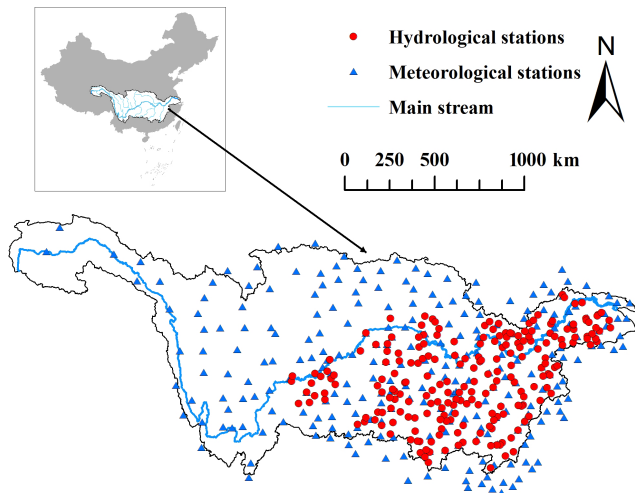 Hydrological stations
Meteorological stations
Main stream
N
0 250 500 1000 km